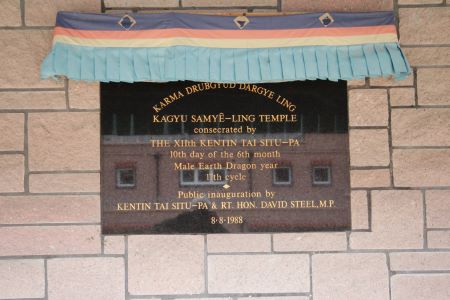 KARMA DRUBGYUD DARGYE LING
KAGYU SAMYĒ-LING TEMPLE
consecrated by
THE XIIth KENTIN TAI SITU-PA
10th day of the 6th month
Male Earth Dragon year
cycle
Public inauguration by
KENTIN TAI SITU-PA & RT. HON. DAVID STEEL, M.P.
8·8·1988